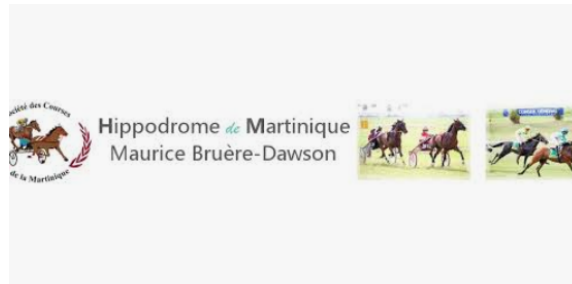 Société des Courses
Hippodrome de Martinique
Maurice Bruère-Dawson
de la Martinique